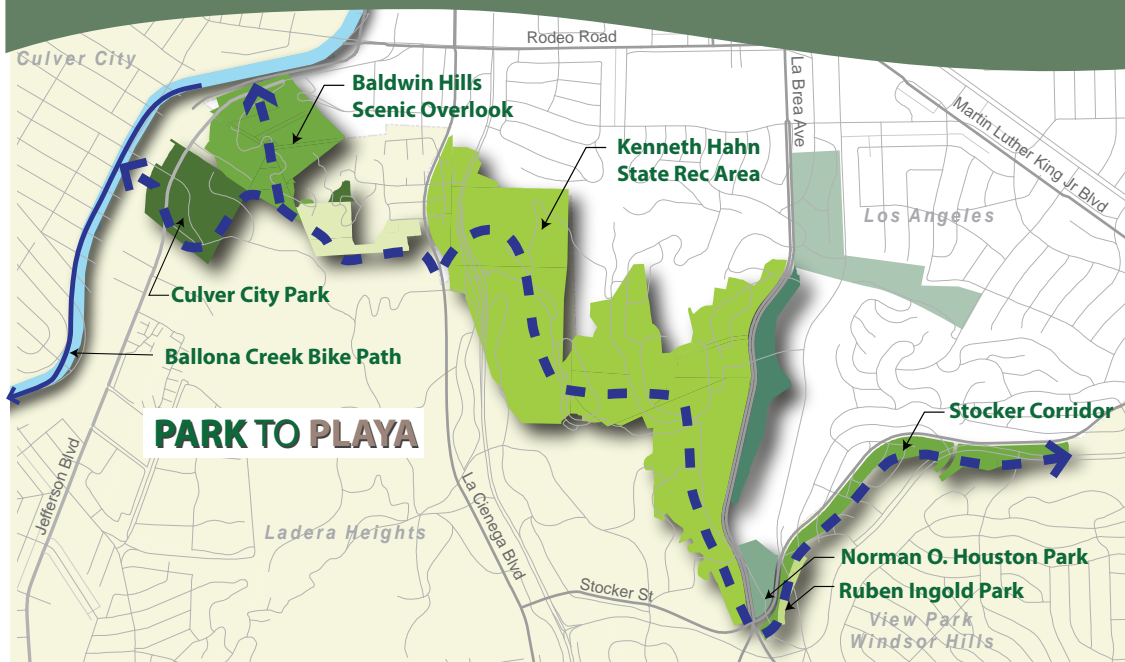 Rodeo Road
Culver City
La Brea Ave
Baldwin Hills
Scenic Overlook
Martin Luther King Jr Blvd
Kenneth Hahn
State Rec Area
Los Angeles
Culver City Park
Ballona Creek Bike Path
PARK TO PLAYA
Stocker Corridor
Jefferson Blvd
La Cienega Blvd
Ladera Heights
Norman O. Houston Park
Stocker St
Ruben Ingold Park
View Park
Windsor Hills